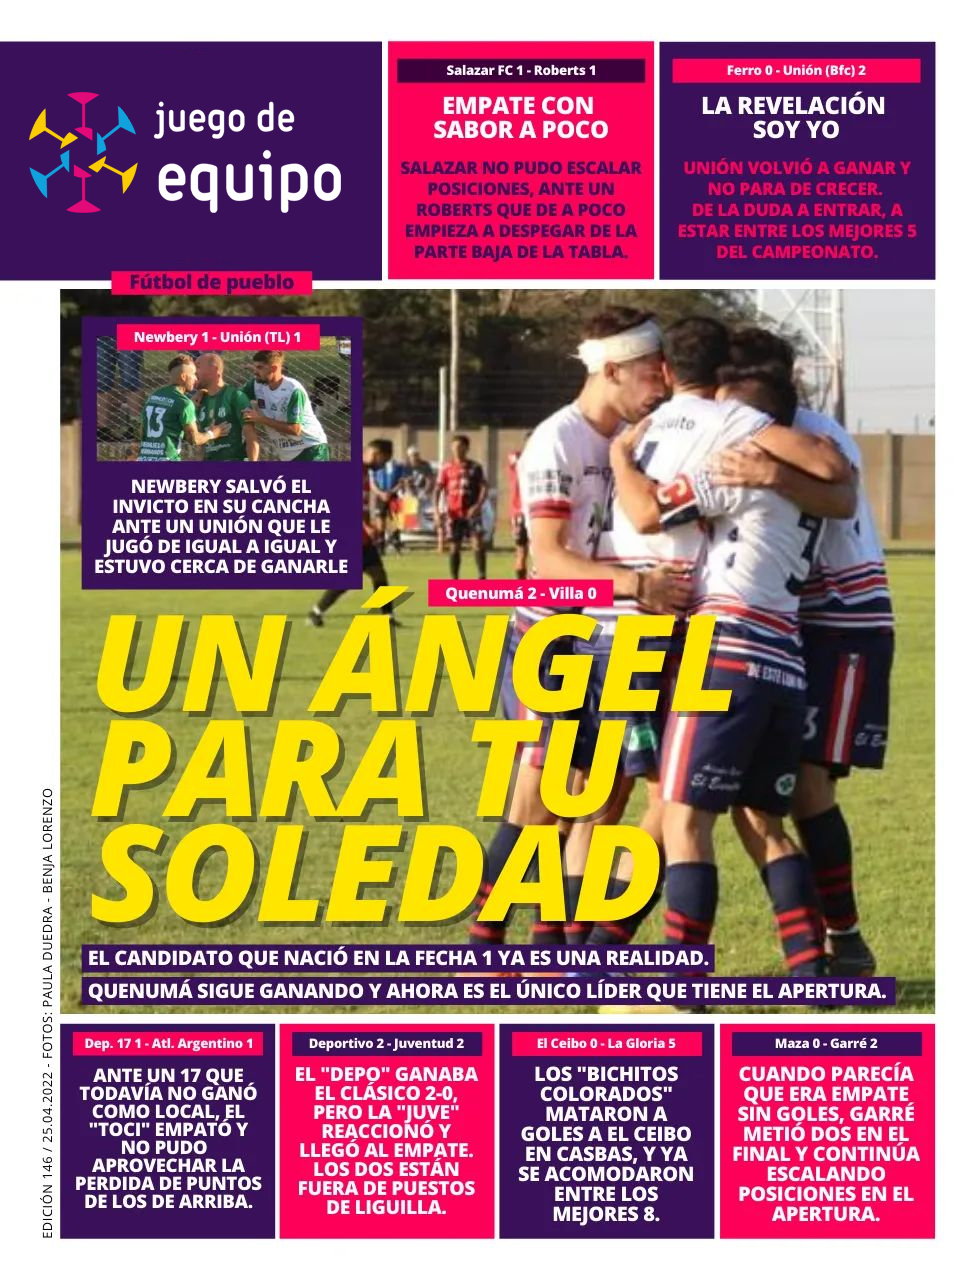 juego de
equipo
Fútbol de pueblo
Salazar FC 1 - Roberts 1
EMPATE CON
SABOR A POCO
SALAZAR NO PUDO ESCALAR
POSICIONES, ANTE UN
ROBERTS QUE DE A POCO
EMPIEZA A DESPEGAR DE LA
PARTE BAJA DE LA TABLA.
Ferro 0 - Unión (Bfc) 2
LA REVELACIÓN
SOY YO
UNIÓN VOLVIÓ A GANAR Y
NO PARA DE CRECER.
DE LA DUDA A ENTRAR, A
ESTAR ENTRE LOS MEJORES 5
DEL CAMPEONATO.
Newbery 1 - Unión (TL) 1
13
NEWBERY SALVÓ EL
INVICTO EN SU CANCHA
ANTE UN UNIÓN QUE LE
JUGÓ DE IGUAL A IGUAL Y
ESTUVO CERCA DE GANARLE
Quenumá 2 - Villa 0
UN ÁNGEL
PARA TU
SOLEDAD
EL CANDIDATO QUE NACIÓ EN LA FECHA 1 YA ES UNA REALIDAD.
QUENUMÁ SIGUE GANANDO Y AHORA ES EL ÚNICO LÍDER QUE TIENE EL APERTURA.
C
3
3
EDICIÓN 146 / 25.04.2022 - FOTOS: PAULA DUEDRA - BENJA LORENZO
Dep. 17 1 - Atl. Argentino 1
ANTE UN 17 QUE
TODAVÍA NO GANÓ
COMO LOCAL, EL
"TOCI" EMPATÓ Y
NO PUDO
APROVECHAR LA
PERDIDA DE PUNTOS
DE LOS DE ARRIBA.
Deportivo 2 - Juventud 2
EL "DEPO" GANABA
EL CLÁSICO 2-0,
PERO LA "JUVE"
REACCIONÓ Y
LLEGÓ AL EMPATE.
LOS DOS ESTÁN
FUERA DE PUESTOS
DE LIGUILLA.
El Ceibo 0 - La Gloria 5
LOS "BICHITOS
COLORADOS"
MATARON A
GOLES A EL CEIBO
EN CASBAS, Y YA
SE ACOMODARON
ENTRE LOS
MEJORES 8.
Maza 0 - Garré 2
CUANDO PARECÍA
QUE ERA EMPATE
SIN GOLES, GARRÉ
METIÓ DOS EN EL
FINAL Y CONTINÚA
ESCALANDO
POSICIONES EN EL
APERTURA.